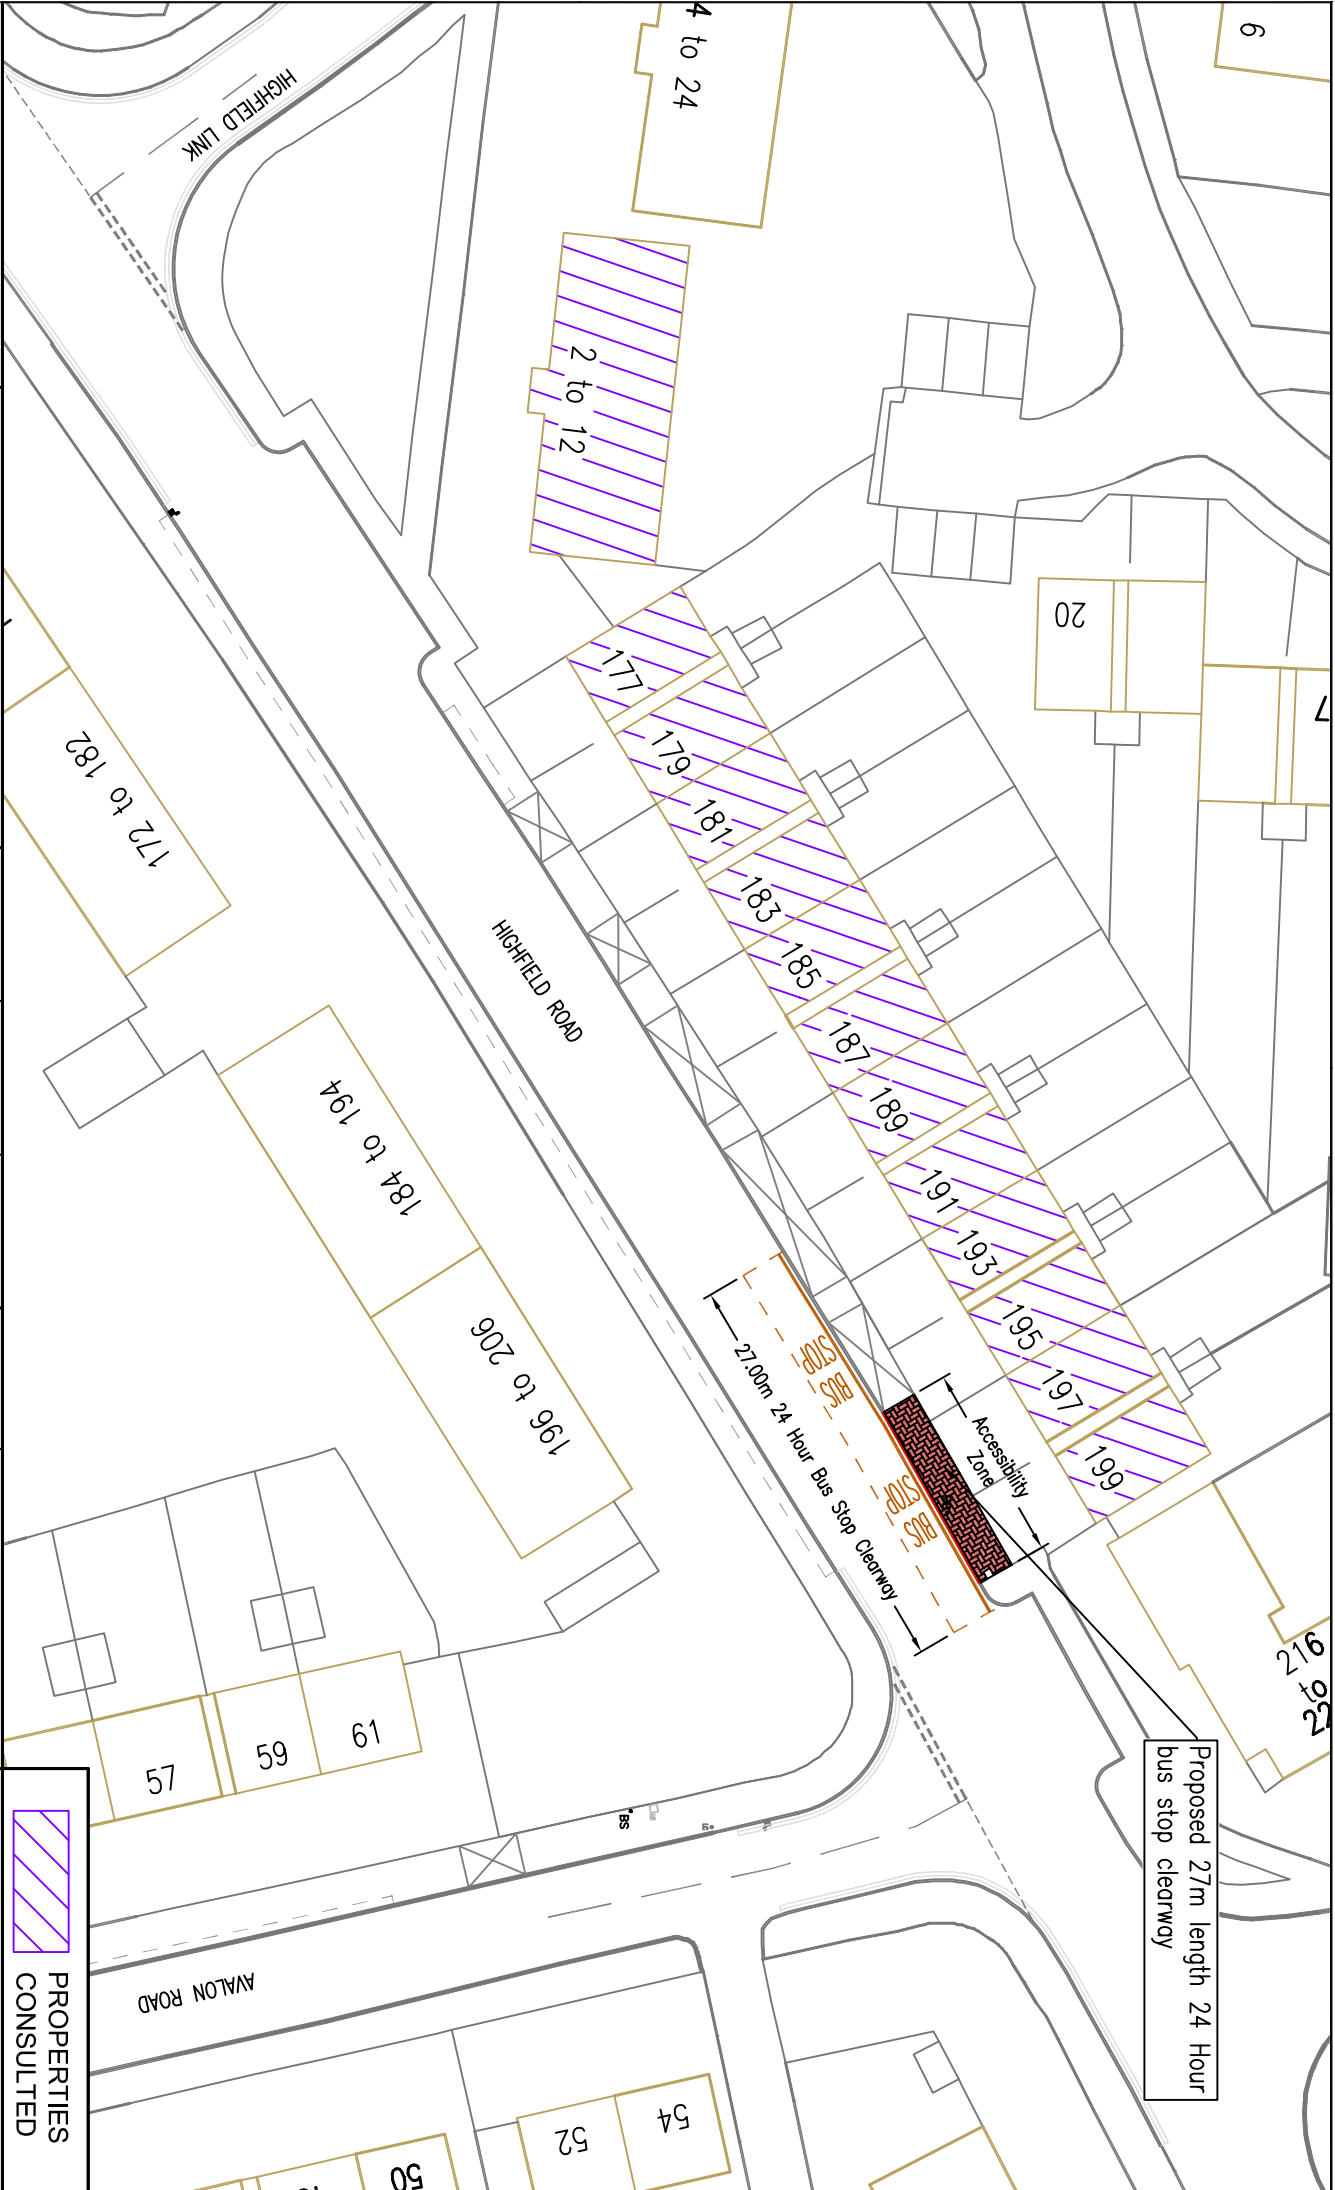 HIGHFIELD LINK
4 to 24
6
2 to 12
20
7
177
179
181
183
185
187
189
191
193
195
197
199
172 to 182
184 to 194
196 to 206
HIGHFIELD ROAD
BUS
STOP
BUS
STOP
27.00m 24 Hour Bus Stop Clearway
Accessibility
Zone
216
to
22
Proposed 27m length 24 Hour
bus stop clearway
57
59
61
BS
AVALON ROAD
50
52
54
PROPERTIES
CONSULTED